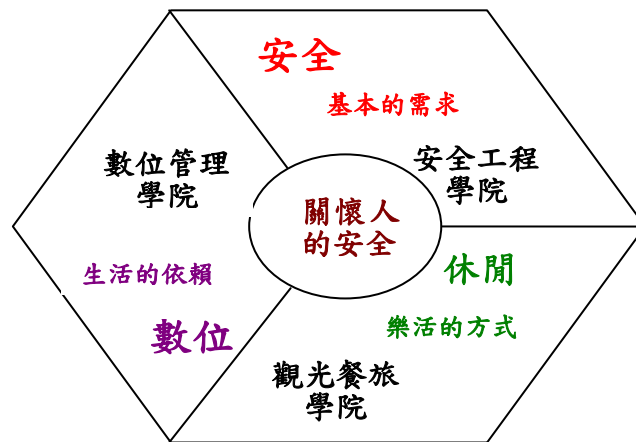 安全
基本的需求
安全工程
學院
數位管理
學院
關懷人
的安全
生活的依賴
數位
休閒
樂活的方式
觀光餐旅
學院